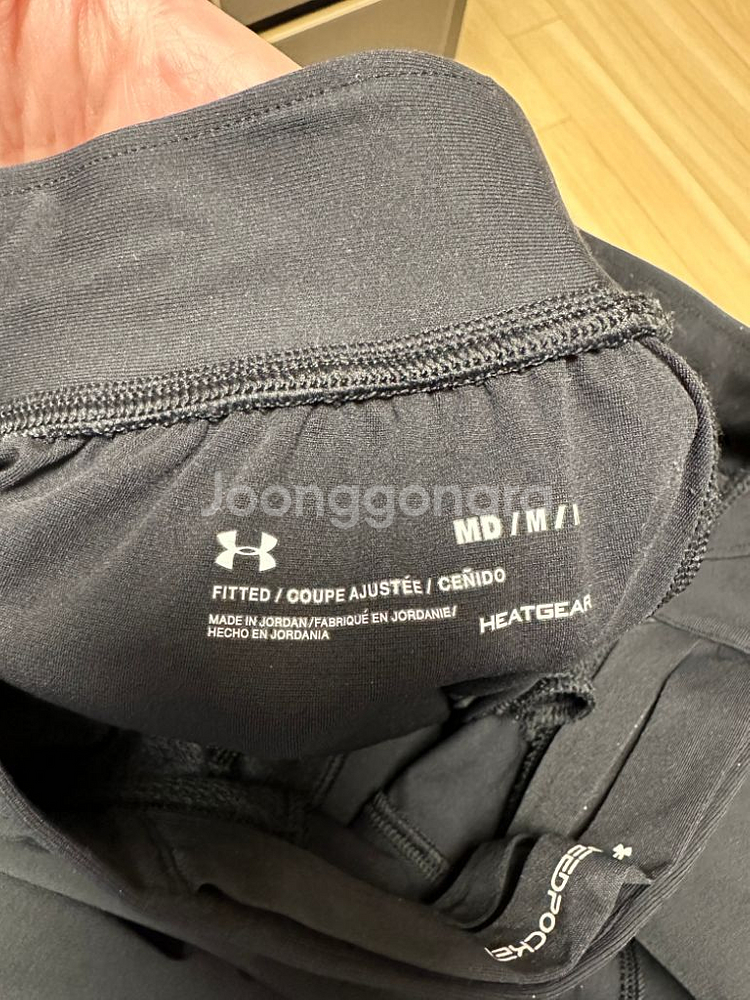 Joonggonara
MD / M /
FITTED / COUPE AJUSTÉE / CEÑIDO
MADE IN JORDAN/FABRIQUÉ EN JORDANIE/
HECHO EN JORDANIA
HEATGEAR